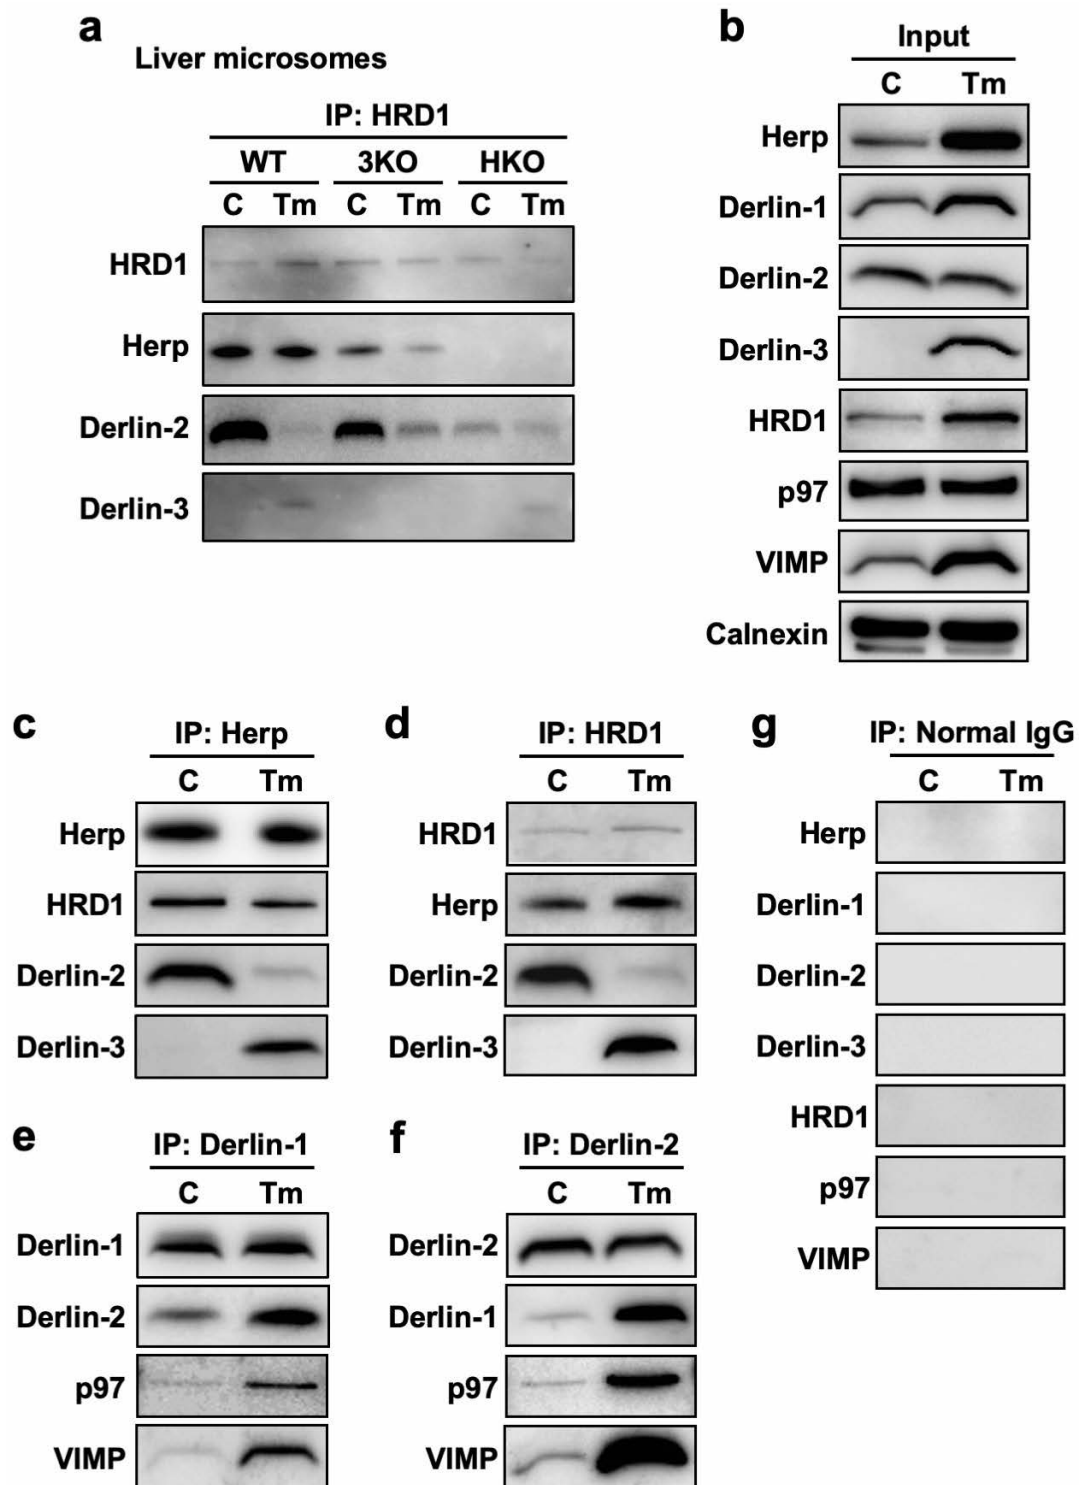 a
Liver microsomes
IP: HRD1
WT 3KO HKO
C Tm C Tm C Tm
HRD1
Herp
Derlin-2
Derlin-3
b
Input
C Tm
Herp
Derlin-1
Derlin-2
Derlin-3
HRD1
p97
VIMP
Calnexin
c
IP: Herp
C Tm
Herp
HRD1
Derlin-2
Derlin-3
d
IP: HRD1
C Tm
HRD1
Herp
Derlin-2
Derlin-3
e
IP: Derlin-1
C Tm
Derlin-1
Derlin-2
p97
VIMP
f
IP: Derlin-2
C Tm
Derlin-2
Derlin-1
p97
VIMP
g
IP: Normal IgG
C Tm
Herp
Derlin-1
Derlin-2
Derlin-3
HRD1
p97
VIMP